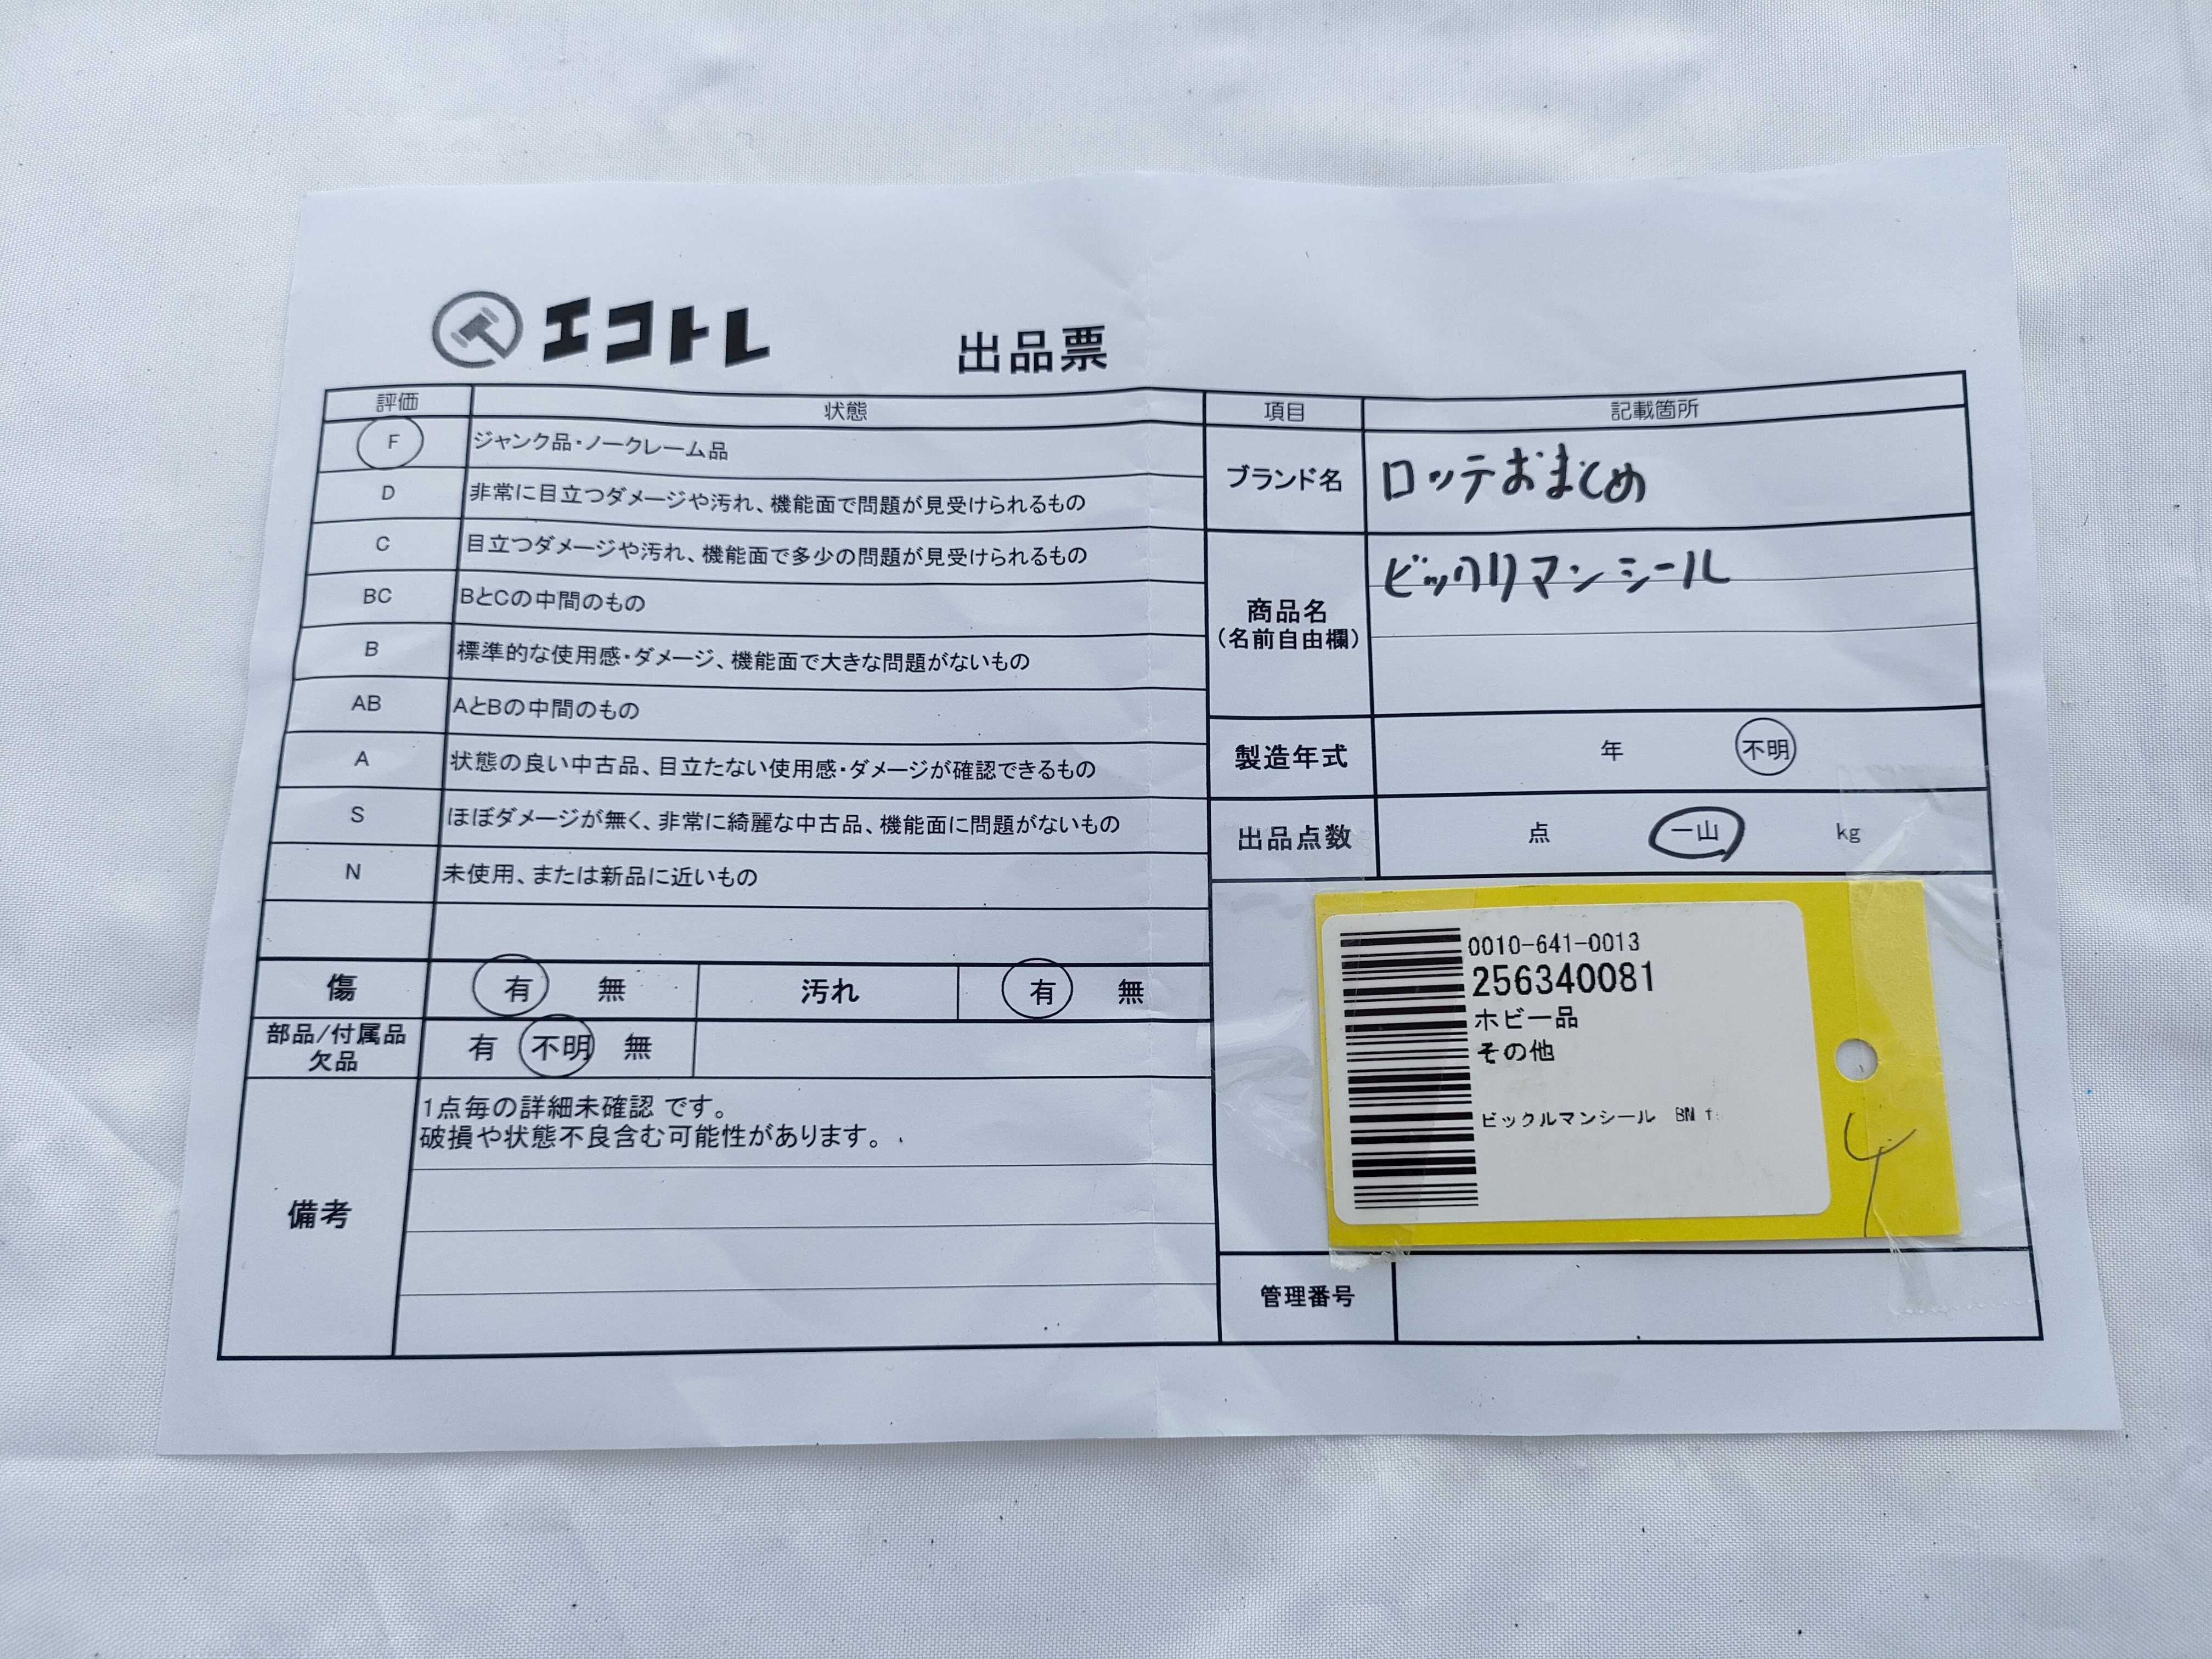 エコトレ 出品票
評価 状態
F ジャンク品・ノークレーム品
D 非常に目立つダメージや汚れ、機能面で問題が見受けられるもの
C 目立つダメージや汚れ、機能面で多少の問題が見受けられるもの
BC BとCの中間のもの
B 標準的な使用感・ダメージ、機能面で大きな問題がないもの
AB AとBの中間のもの
A 状態の良い中古品、目立たない使用感・ダメージが確認できるもの
S ほぼダメージが無く、非常に綺麗な中古品、機能面に問題がないもの
N 未使用、または新品に近いもの
傷 有 無 汚れ 有 無
部品/付属品
欠品
有 不明 無
備考
1点毎の詳細未確認 です。
破損や状態不良含む可能性があります。
項目 記載箇所
ブランド名 ロッテおまとめ
商品名
(名前自由欄)
ビックリマンシール
製造年式 年 不明
出品点数 点 一山 kg
0010-641-0013
256340081
ホビー品
その他
ビックルマンシール BN
管理番号